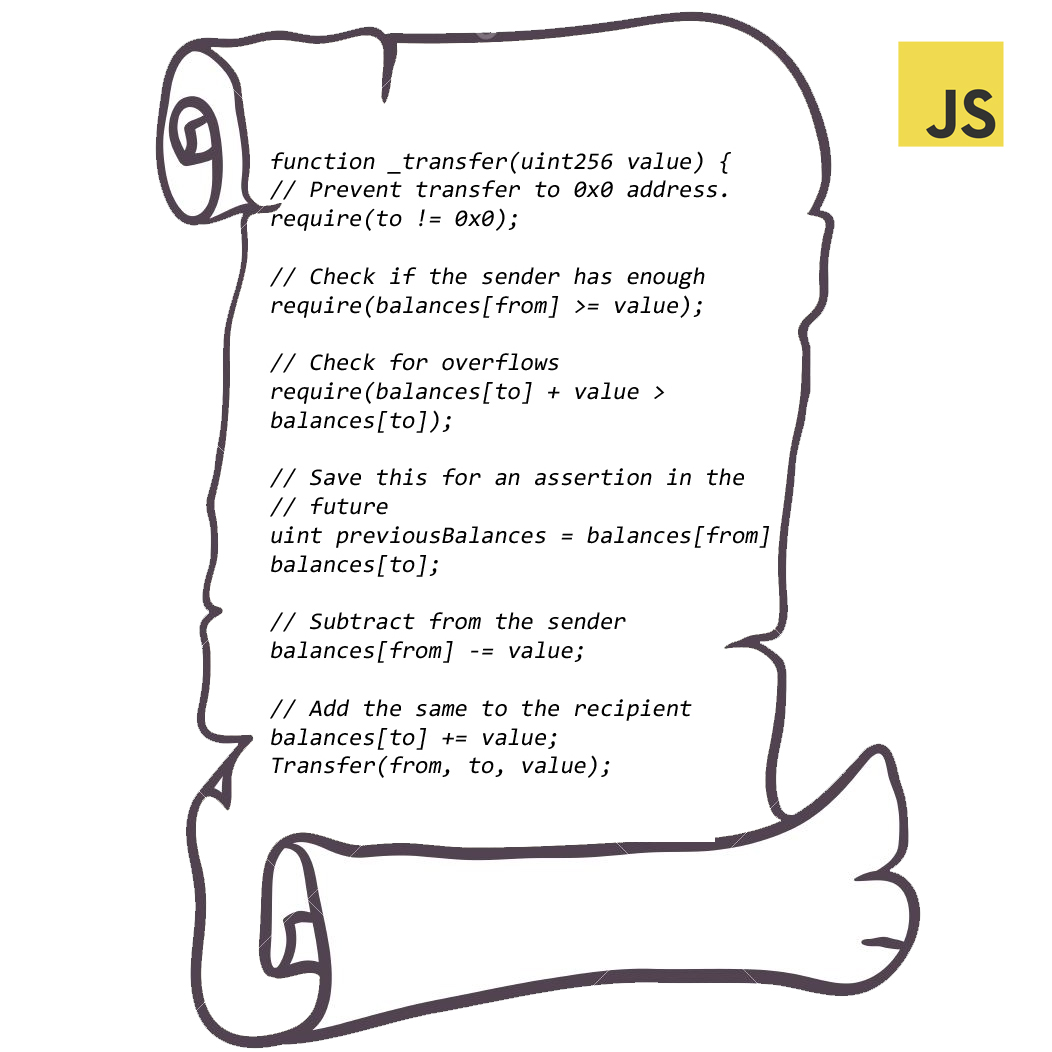 JS
function _transfer(uint256 value) {
// Prevent transfer to 0x0 address.
require(to != 0x0);
// Check if the sender has enough
require(balances[from] >= value);
// Check for overflows
require(balances[to] + value >
balances[to]);
// Save this for an assertion in the
// future
uint previousBalances = balances[from]
balances[to];
// Subtract from the sender
balances[from] -= value;
// Add the same to the recipient
balances[to] += value;
Transfer(from, to, value);